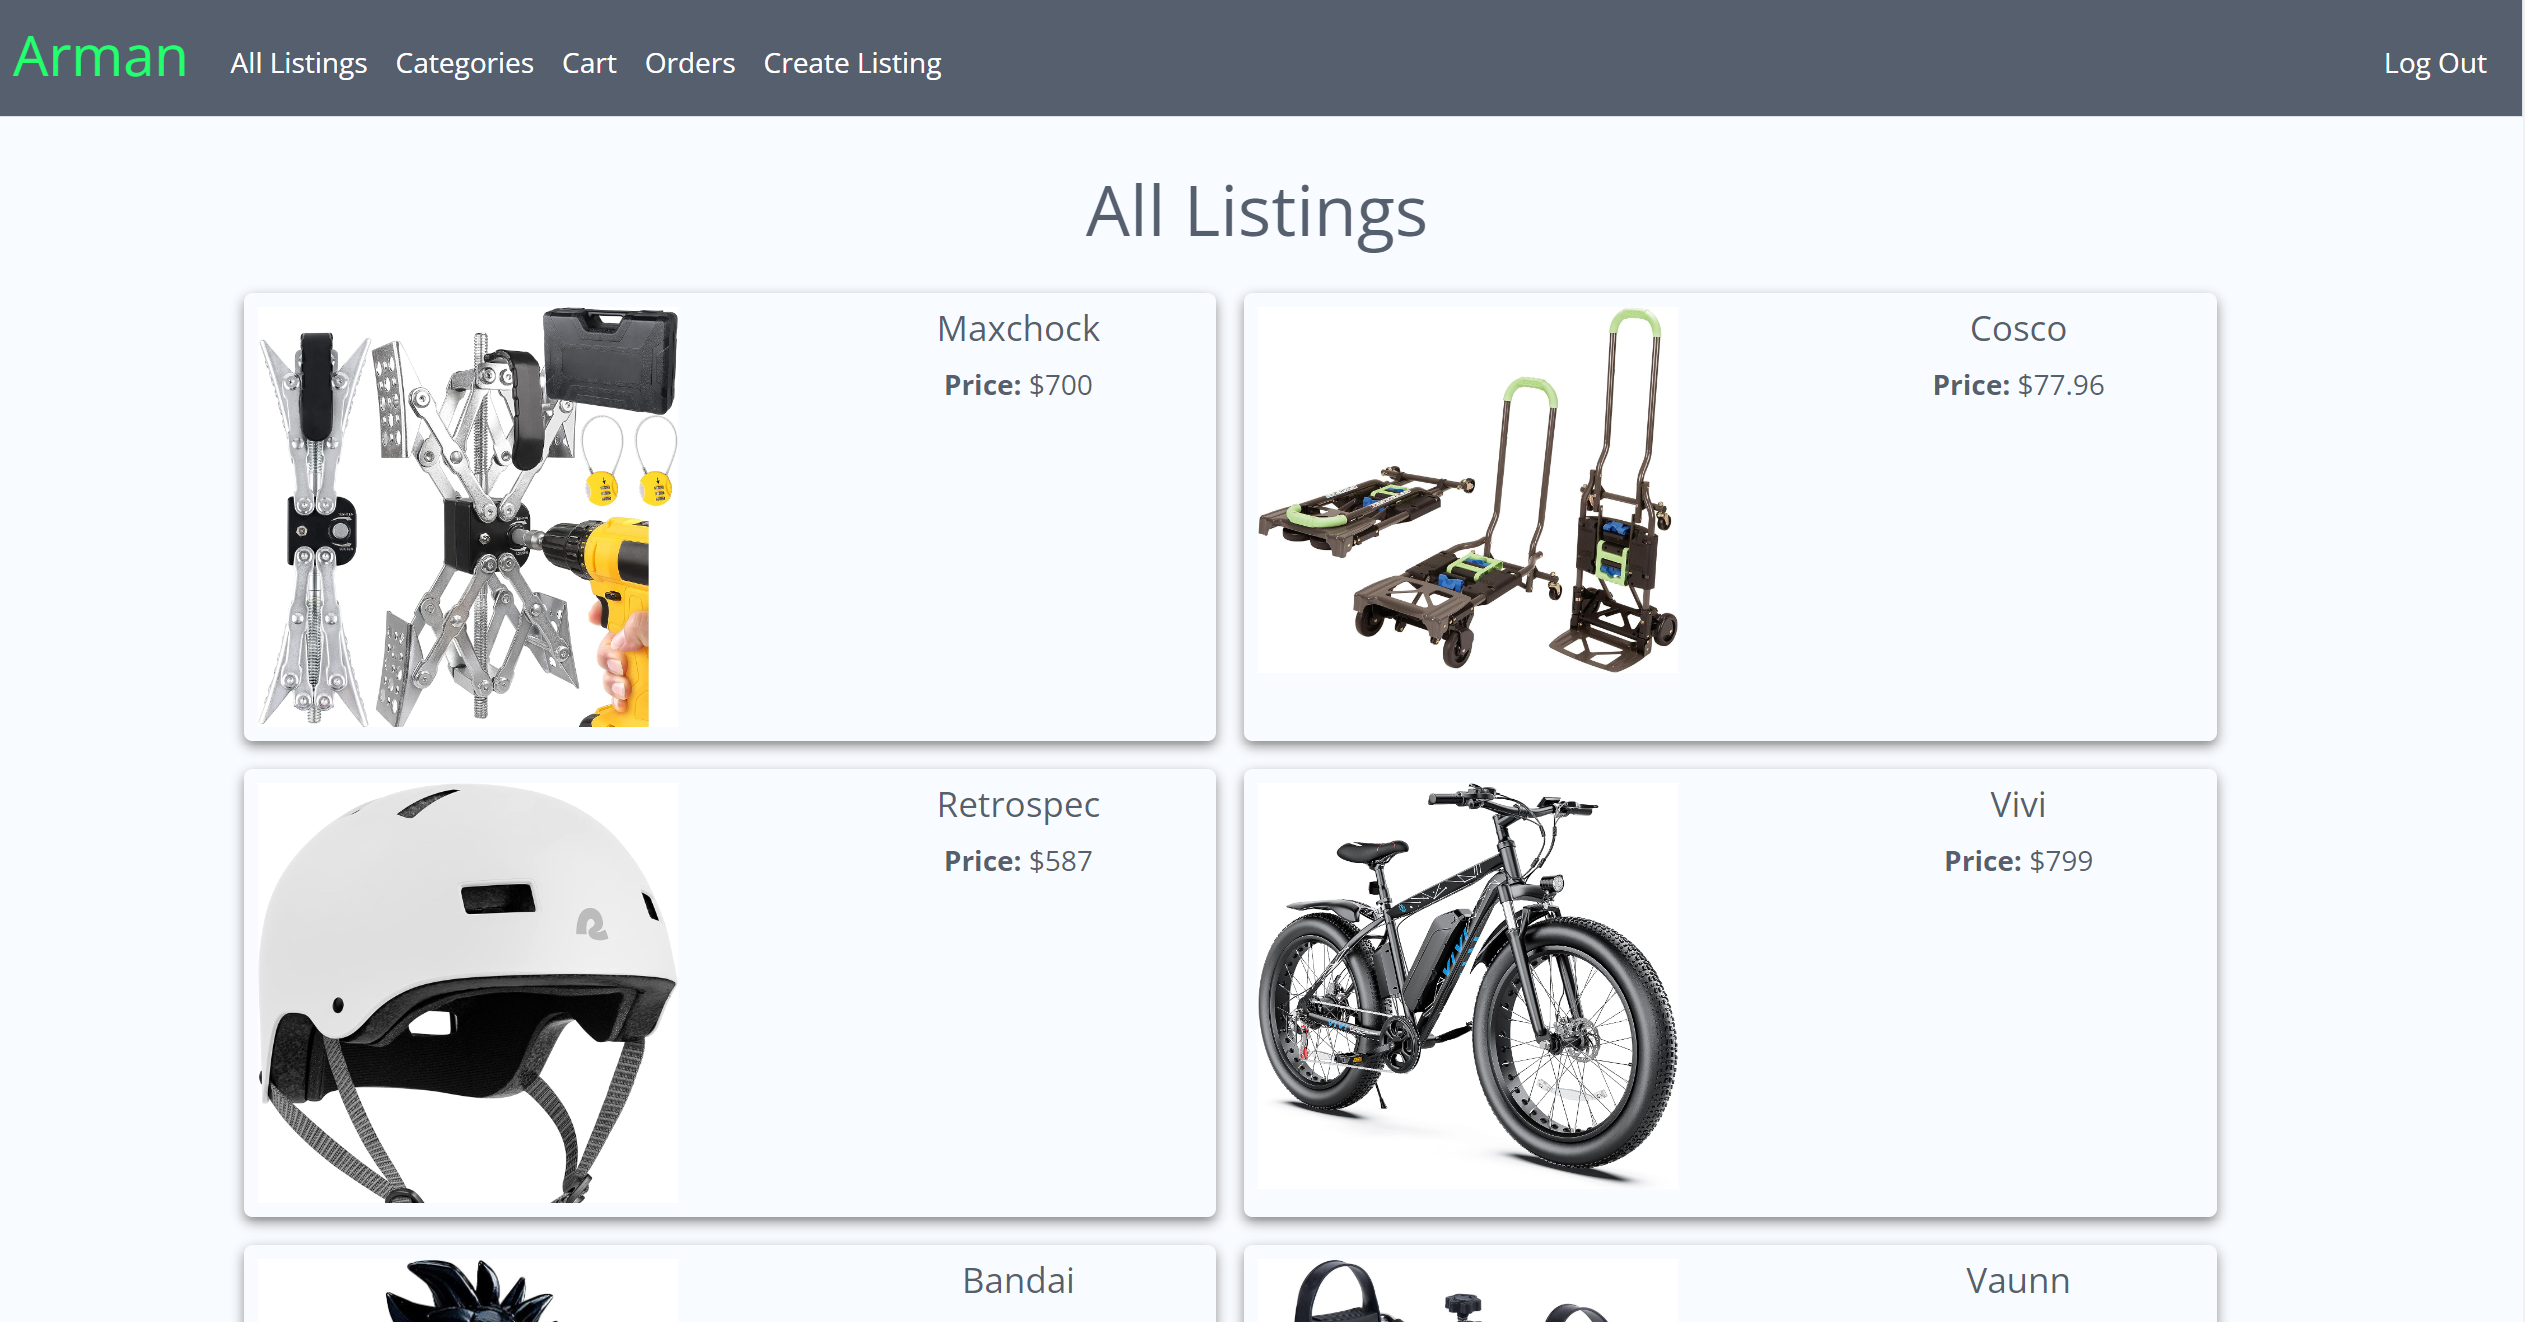 Arman
All Listings
Categories
Cart
Orders
Create Listing
Log Out
All Listings
Maxchock
Price: $700
Cosco
Price: $77.96
Retrospec
Price: $587
Vivi
Price: $799
VIVI
Bandai
Vaunn